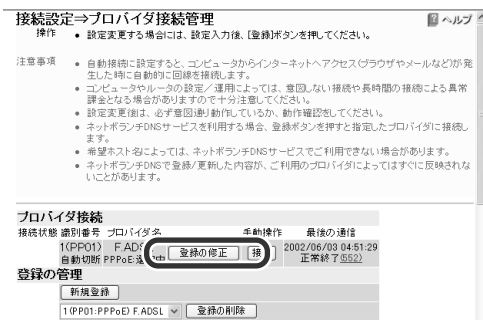 接続設定⇒プロバイダ接続管理
ヘルプ
操作
• 設定変更する場合には、設定入力後、[登録]ボタンを押してください。
注意事項
• 自動接続に設定すると、コンピュータからインターネットへアクセス(ブラウザやメールなど)が発
生した時に自動的に回線を接続します。
• コンピュータやルータの設定/運用によっては、意図しない接続や長時間の接続による異常
課金となる場合がありますので十分注意してください。
• 設定変更後は、必ず意図通り動作しているか、動作確認をしてください。
• ネットボランチDNSサービスを利用する場合、登録ボタンを押すと指定したプロバイダに接続し
ます。
• 希望ホスト名によっては、ネットボランチDNSサービスでご利用できない場合があります。
• ネットボランチDNSで登録/更新した内容が、ご利用のプロバイダによってはすぐに反映されな
いことがあります。
プロバイダ接続
接続状態 識別番号 プロバイダ名 手動操作 最後の通信
1(PP01) F.ADS 登録の修正 接 2002/06/03 04:51:29
自動切断 PPPoE: 中 正常終了(552)
登録の管理
新規登録
1(PP01:PPPoE) F.ADSL 登録の削除